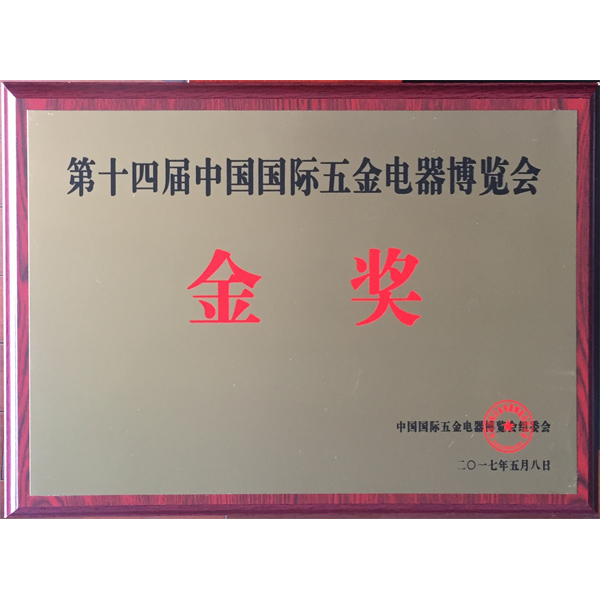 第十四届中国国际五金电器博览会
金 奖
中国国际五金电器博览会组委会
二〇一七年五月八日